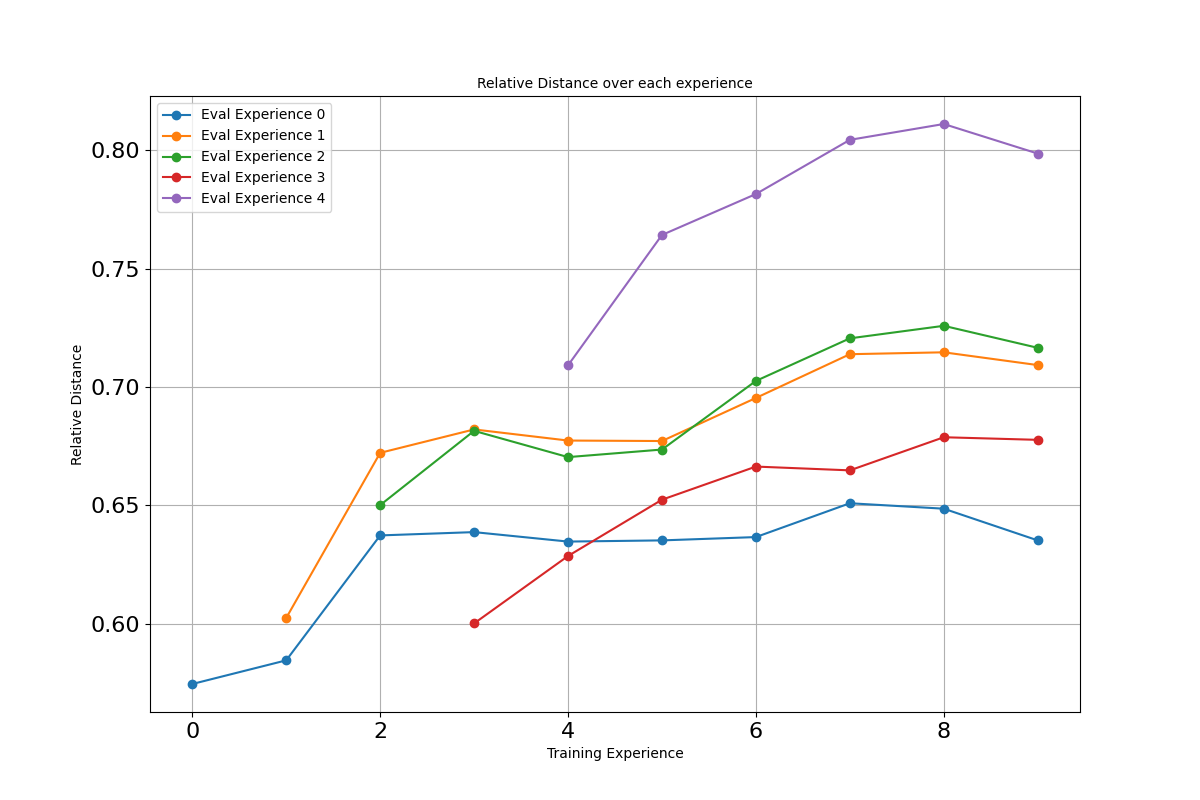 Relative Distance over each experience
Eval Experience 0
Eval Experience 1
Eval Experience 2
Eval Experience 3
Eval Experience 4
0.80
0.75
0.70
0.65
0.60
Relative Distance
0 2 4 6 8
Training Experience